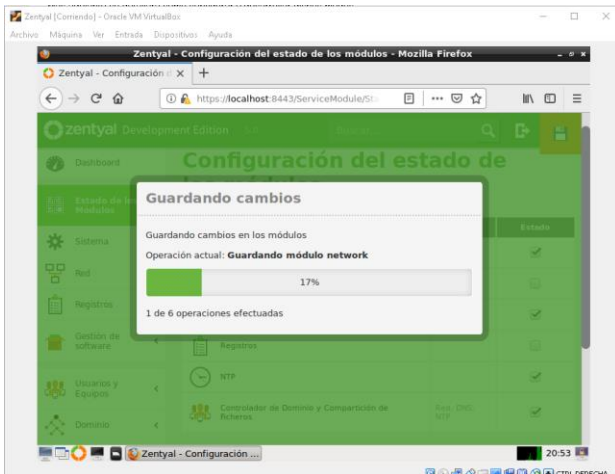 Zentyal [Corriendo] - Oracle VM VirtualBox
Archivo Máquina Ver Entrada Dispositivos Ayuda
Zentyal - Configuración del estado de los módulos - Mozilla Firefox
Zentyal - Configuración d
https://localhost:8443/ServiceModule/Sta
zentyal Development Edition
Buscar...
Dashboard
Configuración del estado de
los módulos
Estado de los
Módulos
Estado
Guardando cambios
Guardando cambios en los módulos
Operación actual: Guardando módulo network
17%
1 de 6 operaciones efectuadas
Sistema
Red
Registros
Gestión de
software
Registros
NTP
Usuarios y
Equipos
Controlador de Dominio y Compartición de
Ficheros
Red, DNS,
NTP
Dominio
Zentyal - Configuración ...
20:53
CTRL DERECHA